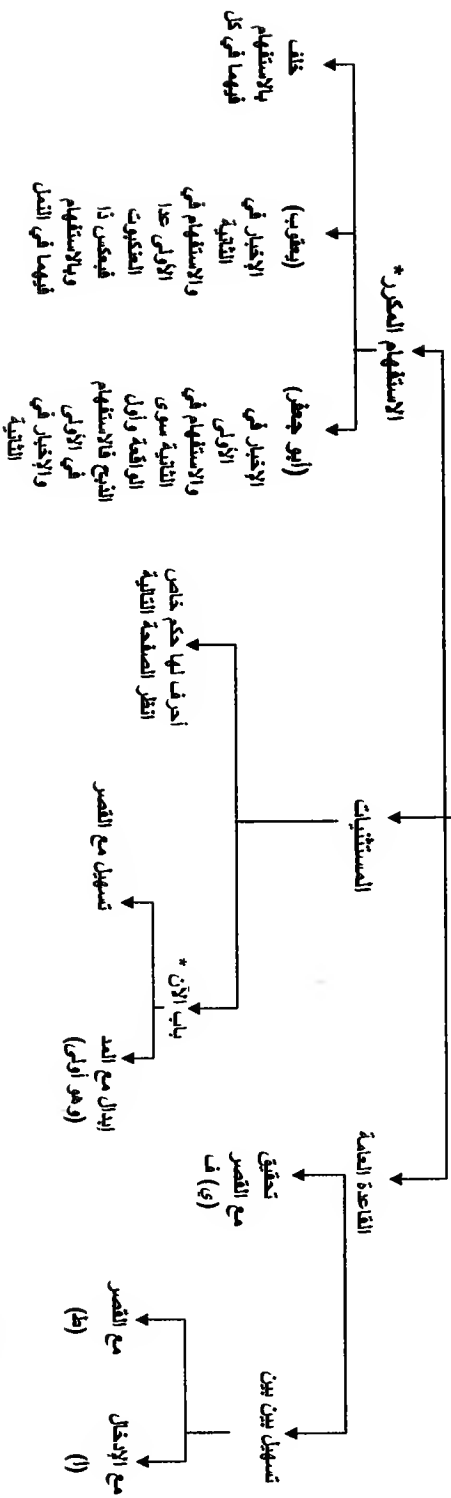 القاعدة العامة
تحقيق
مع القصر
(ي) ف
تسهيل بين بين
مع الإدخال
(أ)
مع القصر
(ط)
المستثنيات
باب الآن *
ابدال مع المد
(وهو أولى)
تسهيل مع القصر
أحرف لها حكم خاص
انظر الصفحة التالية
الاستفهام المكرر *
(أبو جعفر)
الإخبار في
الأولى
والاستفهام في
الثانية سوى
الواقعة وأول
الذبح فالاستفهام
في الأولى
والإخبار في
الثانية
(يعقوب)
الإخبار في
الثانية
والاستفهام في
الأولى عدا
العنكبوت
فبعكس ذا
وبالاستفهام
فيهما في النمل
خلف
بالاستفهام
فيهما في كل